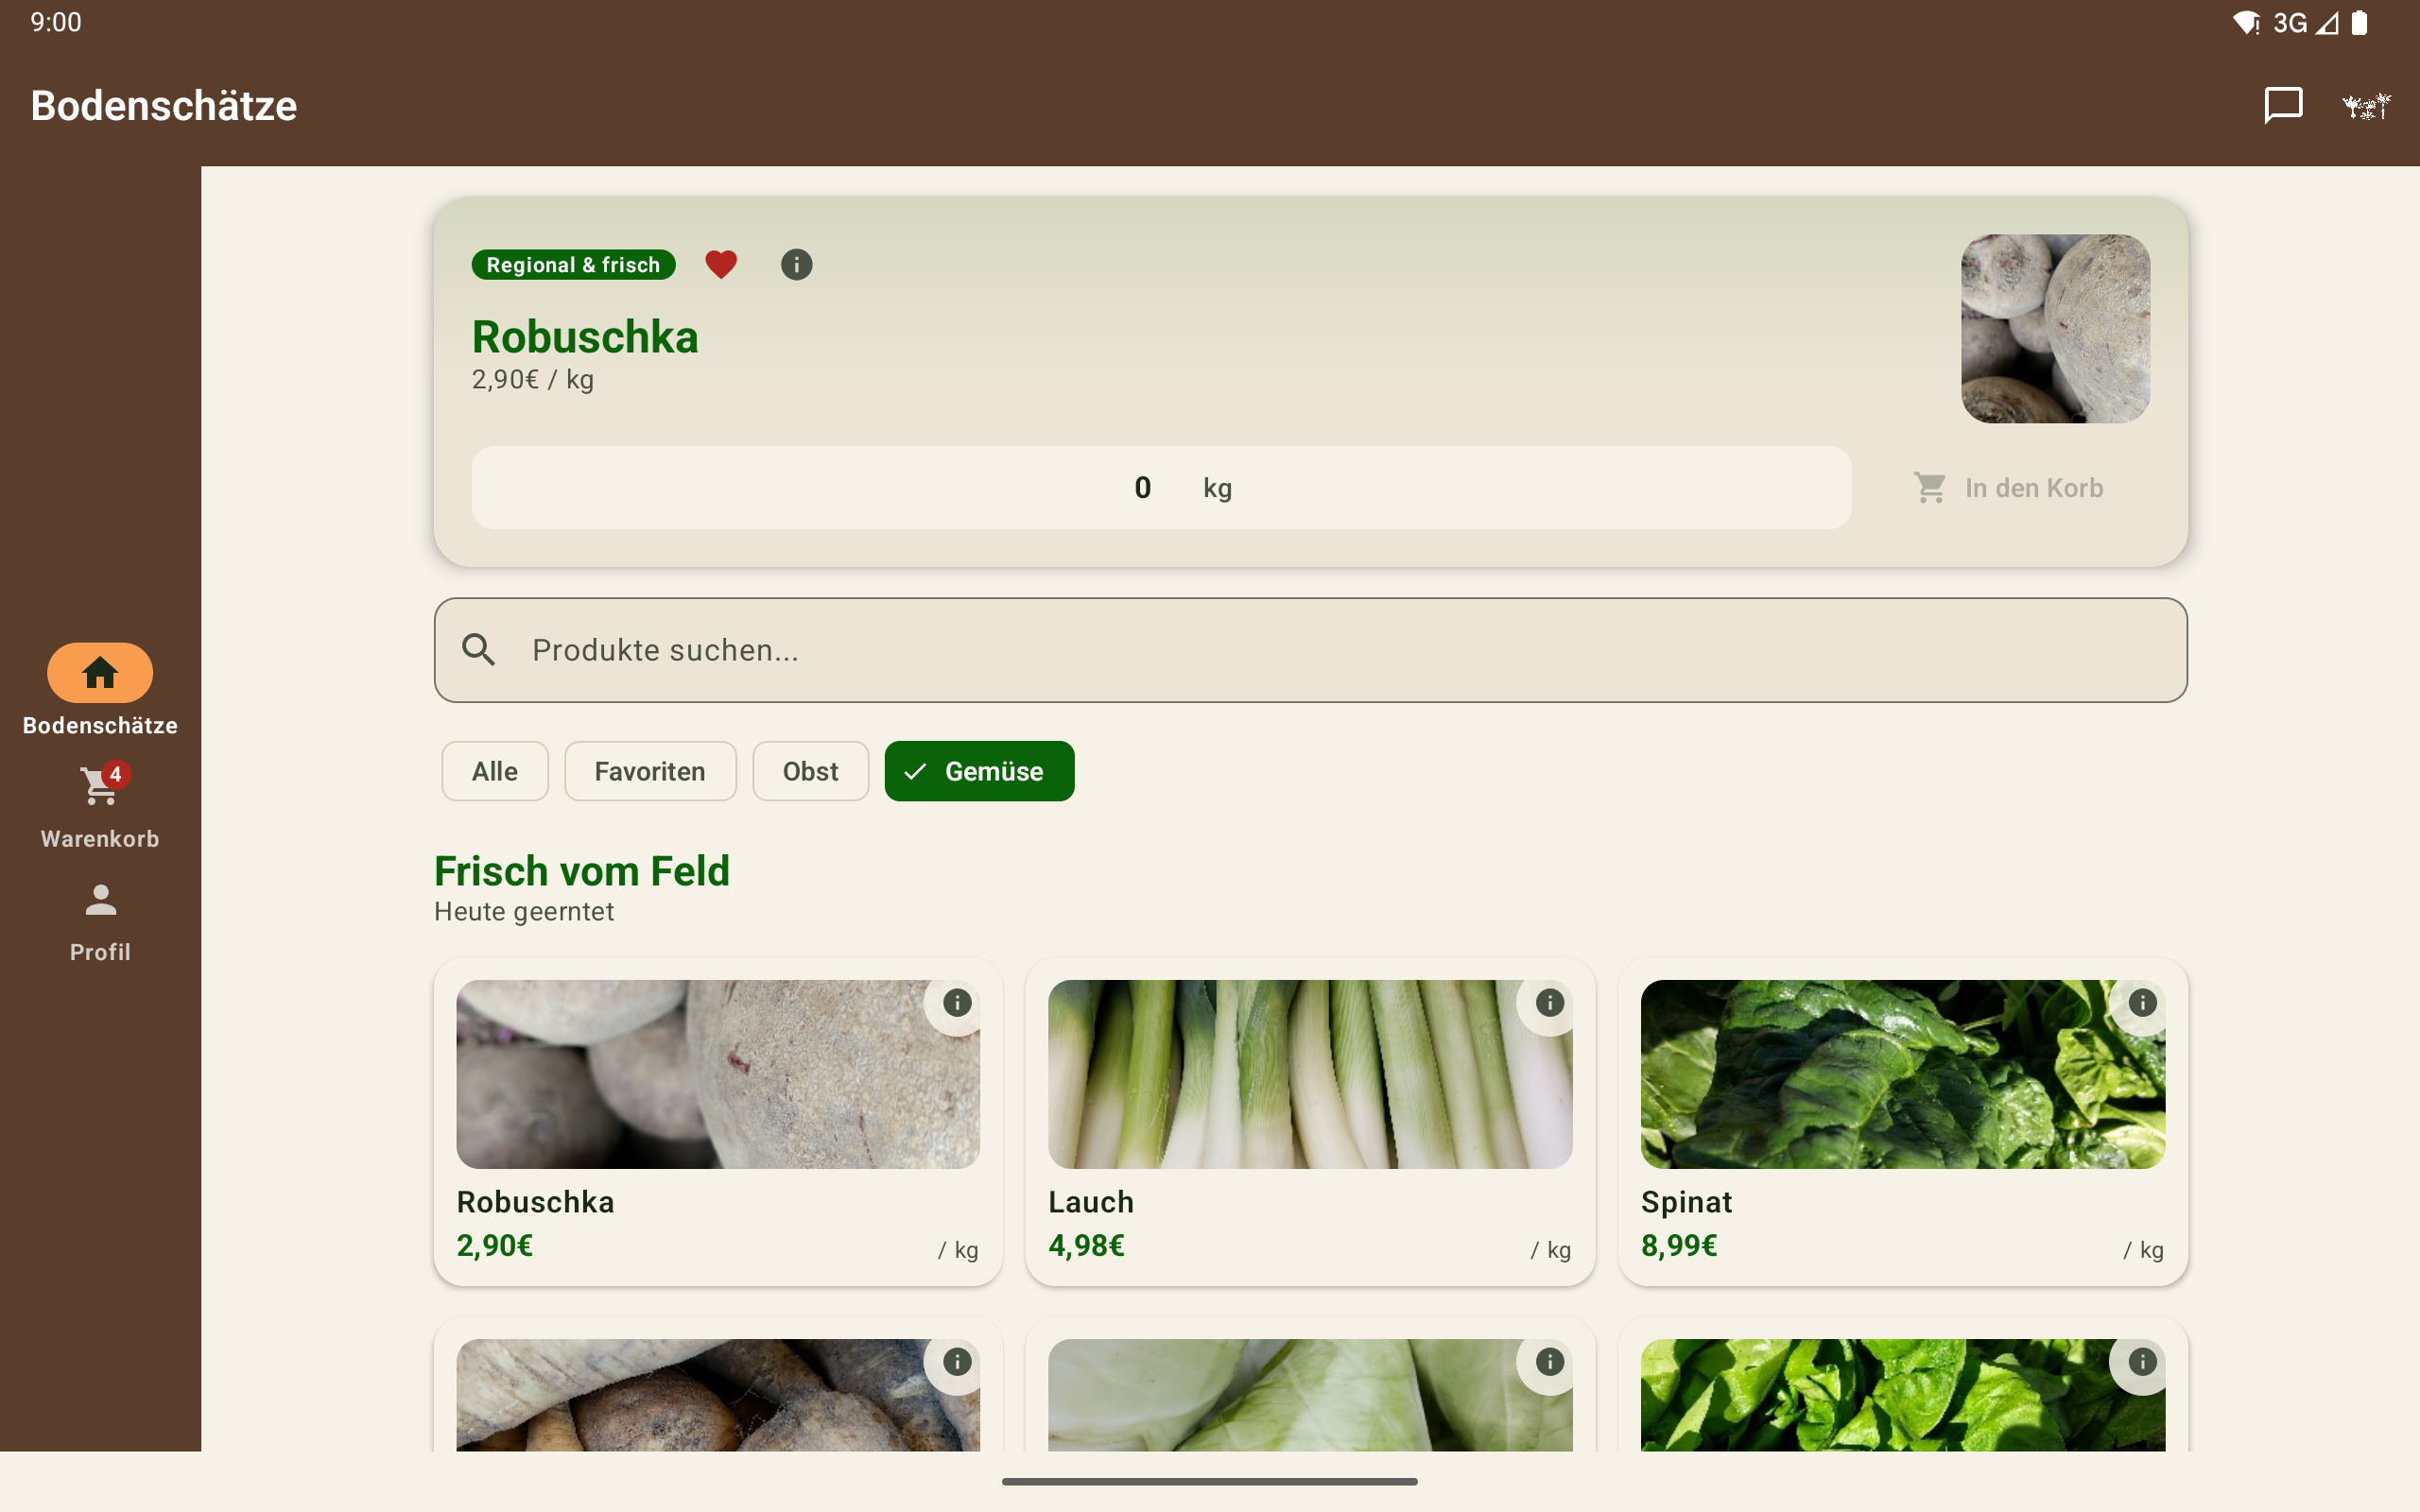 9:00
3G
Bodenschätze
Regional & frisch
Robuschka
2,90€ / kg
0 kg
In den Korb
Produkte suchen...
Bodenschätze
4
Warenkorb
Profil
Alle
Favoriten
Obst
Gemüse
Frisch vom Feld
Heute geerntet
Robuschka
2,90€ / kg
Lauch
4,98€ / kg
Spinat
8,99€ / kg